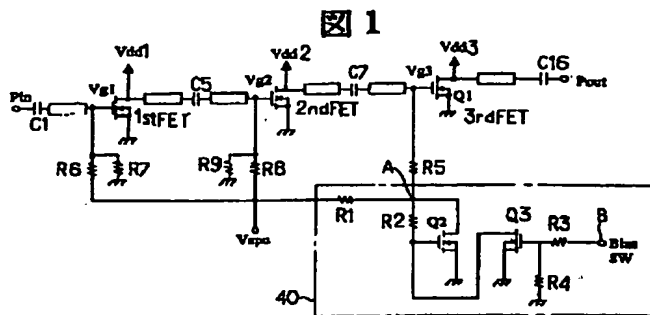 図 1
Vdd1
Vdd2
Vdd3
Vg1
C5
Vg2
C7
Vg3
C16
Pin
C1
1stFET
2ndFET
Q1
3rdFET
Pout
R6
R7
R9
R8
R5
A
R1
R2
Q2
Q3
R3
B
Bias
SW
R4
40